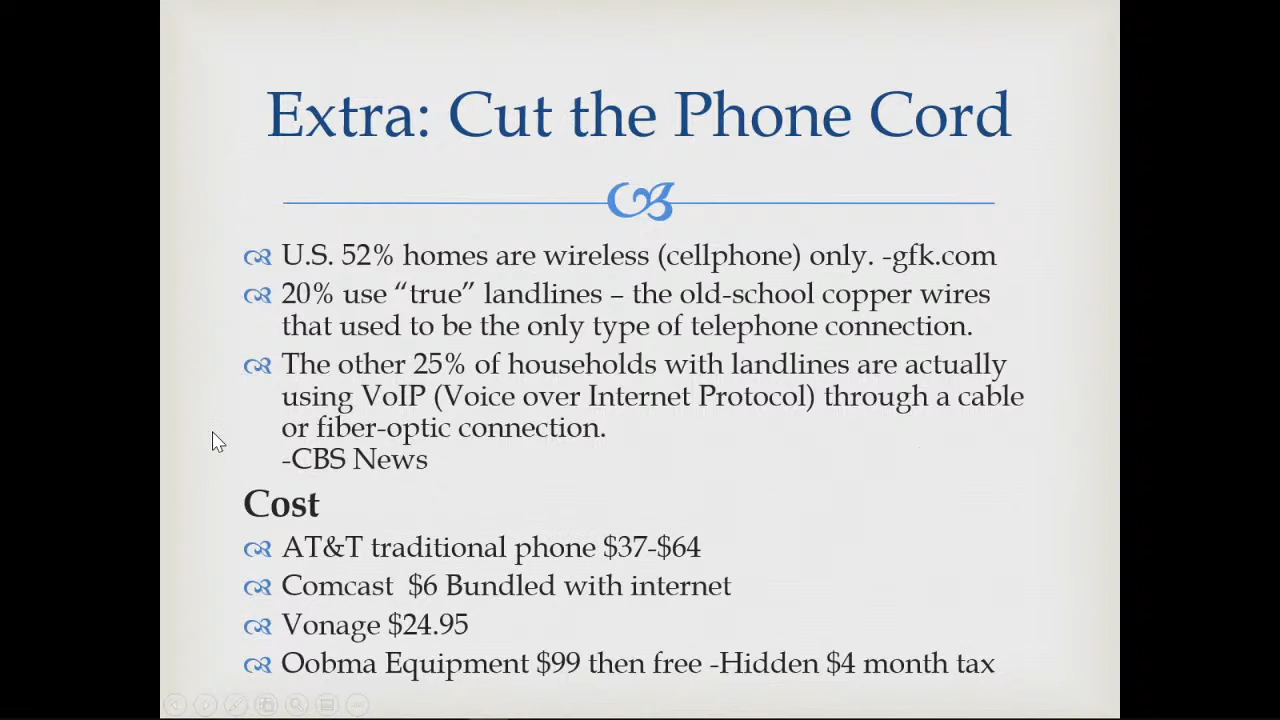 Extra: Cut the Phone Cord
U.S. 52% homes are wireless (cellphone) only. -gfk.com
20% use “true” landlines – the old-school copper wires
that used to be the only type of telephone connection.
The other 25% of households with landlines are actually
using VoIP (Voice over Internet Protocol) through a cable
or fiber-optic connection.
-CBS News
Cost
AT&T traditional phone $37-$64
Comcast  $6 Bundled with internet
Vonage $24.95
Oobma Equipment $99 then free -Hidden $4 month tax